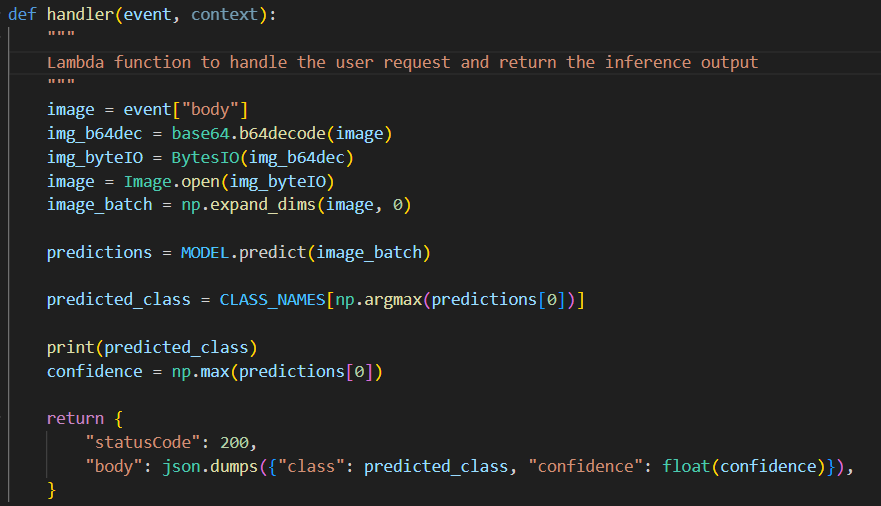 def handler(event, context):
    """
    Lambda function to handle the user request and return the inference output
    """
    image = event["body"]
    img_b64dec = base64.b64decode(image)
    img_byteIO = BytesIO(img_b64dec)
    image = Image.open(img_byteIO)
    image_batch = np.expand_dims(image, 0)

    predictions = MODEL.predict(image_batch)

    predicted_class = CLASS_NAMES[np.argmax(predictions[0])]

    print(predicted_class)
    confidence = np.max(predictions[0])

    return {
        "statusCode": 200,
        "body": json.dumps({"class": predicted_class, "confidence": float(confidence)}),
    }